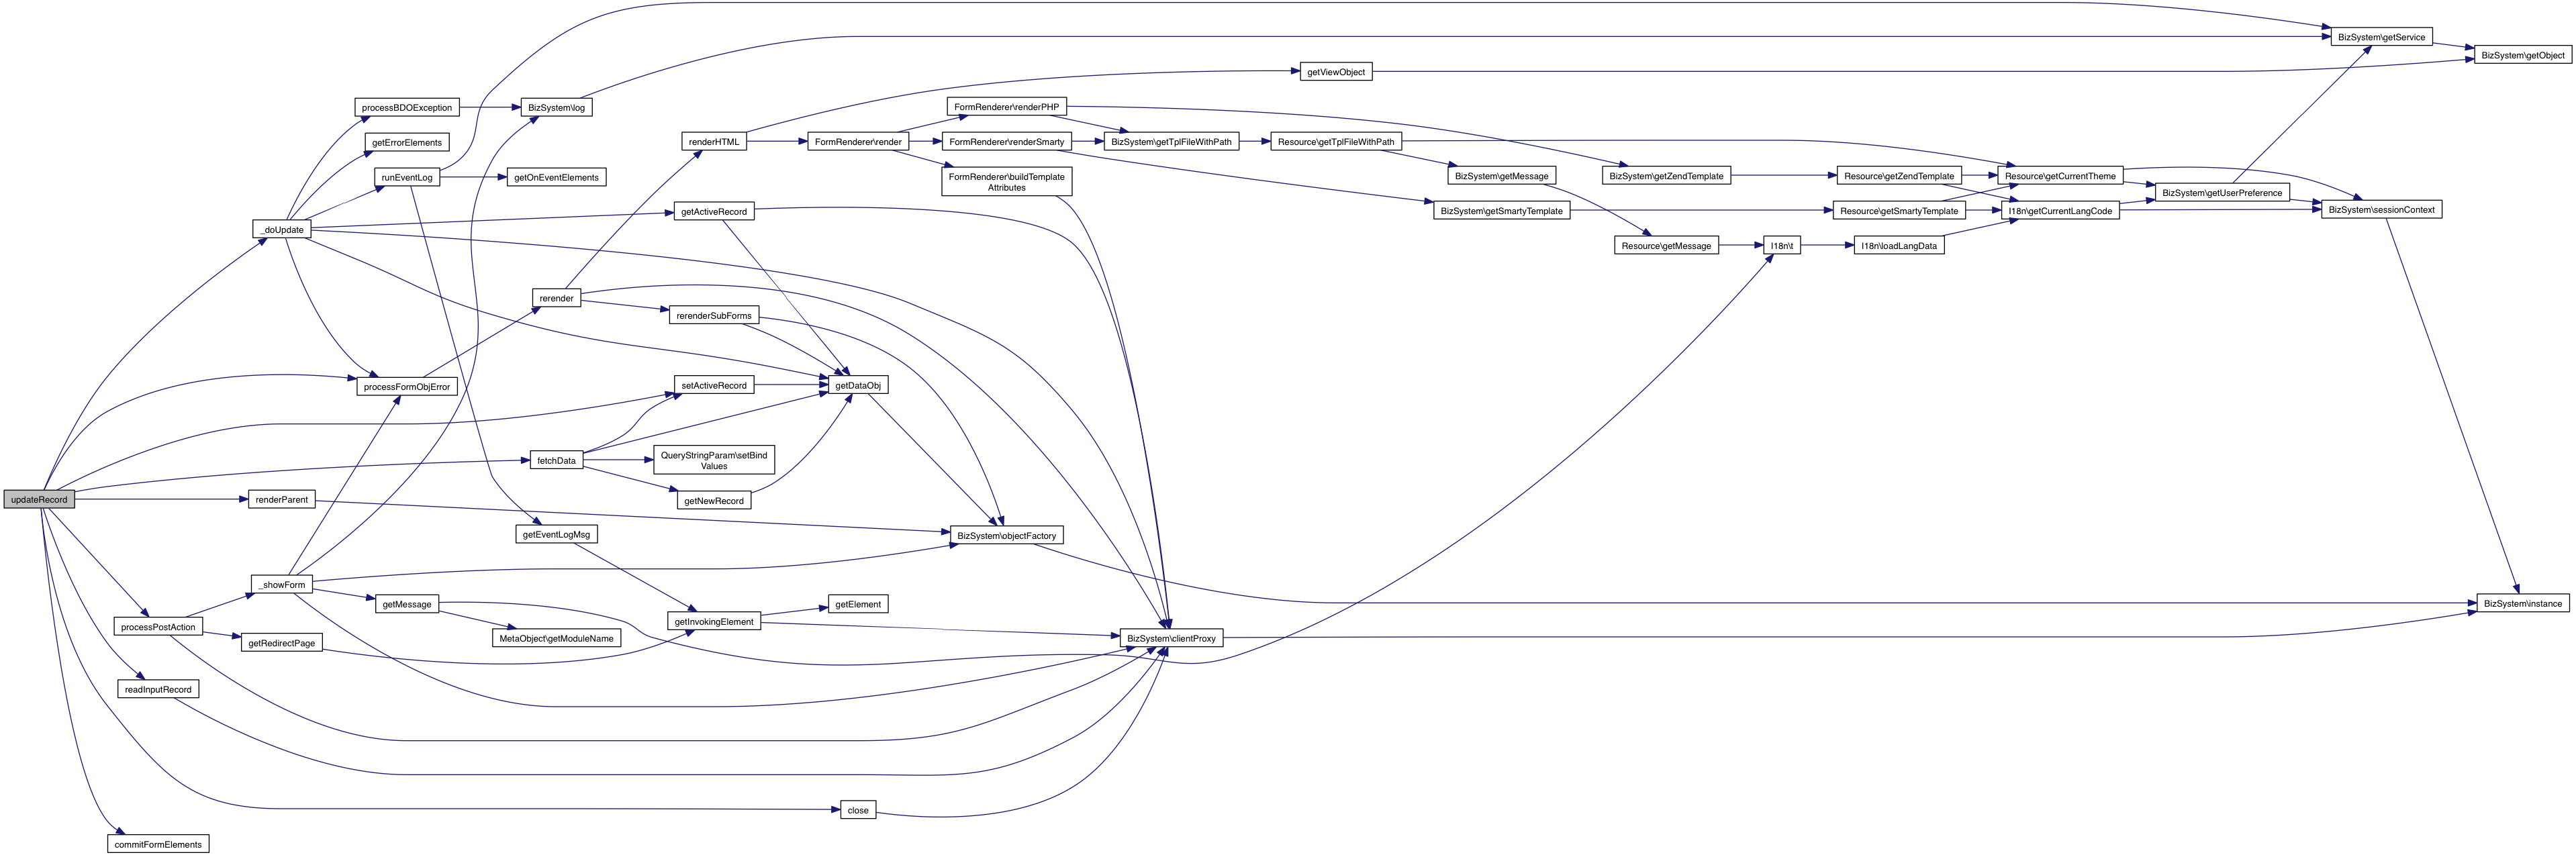 BizSystem\getService
BizSystem\getObject
getViewObject
processBDOException
BizSystem\log
FormRenderer\renderPHP
getErrorElements
renderHTML
FormRenderer\render
FormRenderer\renderSmarty
BizSystem\getTplFileWithPath
Resource\getTplFileWithPath
runEventLog
getOnEventElements
FormRenderer\buildTemplate
Attributes
BizSystem\getMessage
BizSystem\getZendTemplate
Resource\getZendTemplate
Resource\getCurrentTheme
BizSystem\getUserPreference
getActiveRecord
BizSystem\getSmartyTemplate
Resource\getSmartyTemplate
I18n\getCurrentLangCode
BizSystem\sessionContext
_doUpdate
Resource\getMessage
I18n\t
I18n\loadLangData
rerender
rerenderSubForms
processFormObjError
setActiveRecord
getDataObj
fetchData
QueryStringParam\setBind
Values
updateRecord
renderParent
getNewRecord
getEventLogMsg
BizSystem\objectFactory
_showForm
getMessage
getElement
BizSystem\instance
processPostAction
getInvokingElement
getRedirectPage
MetaObject\getModuleName
BizSystem\clientProxy
readInputRecord
close
commitFormElements